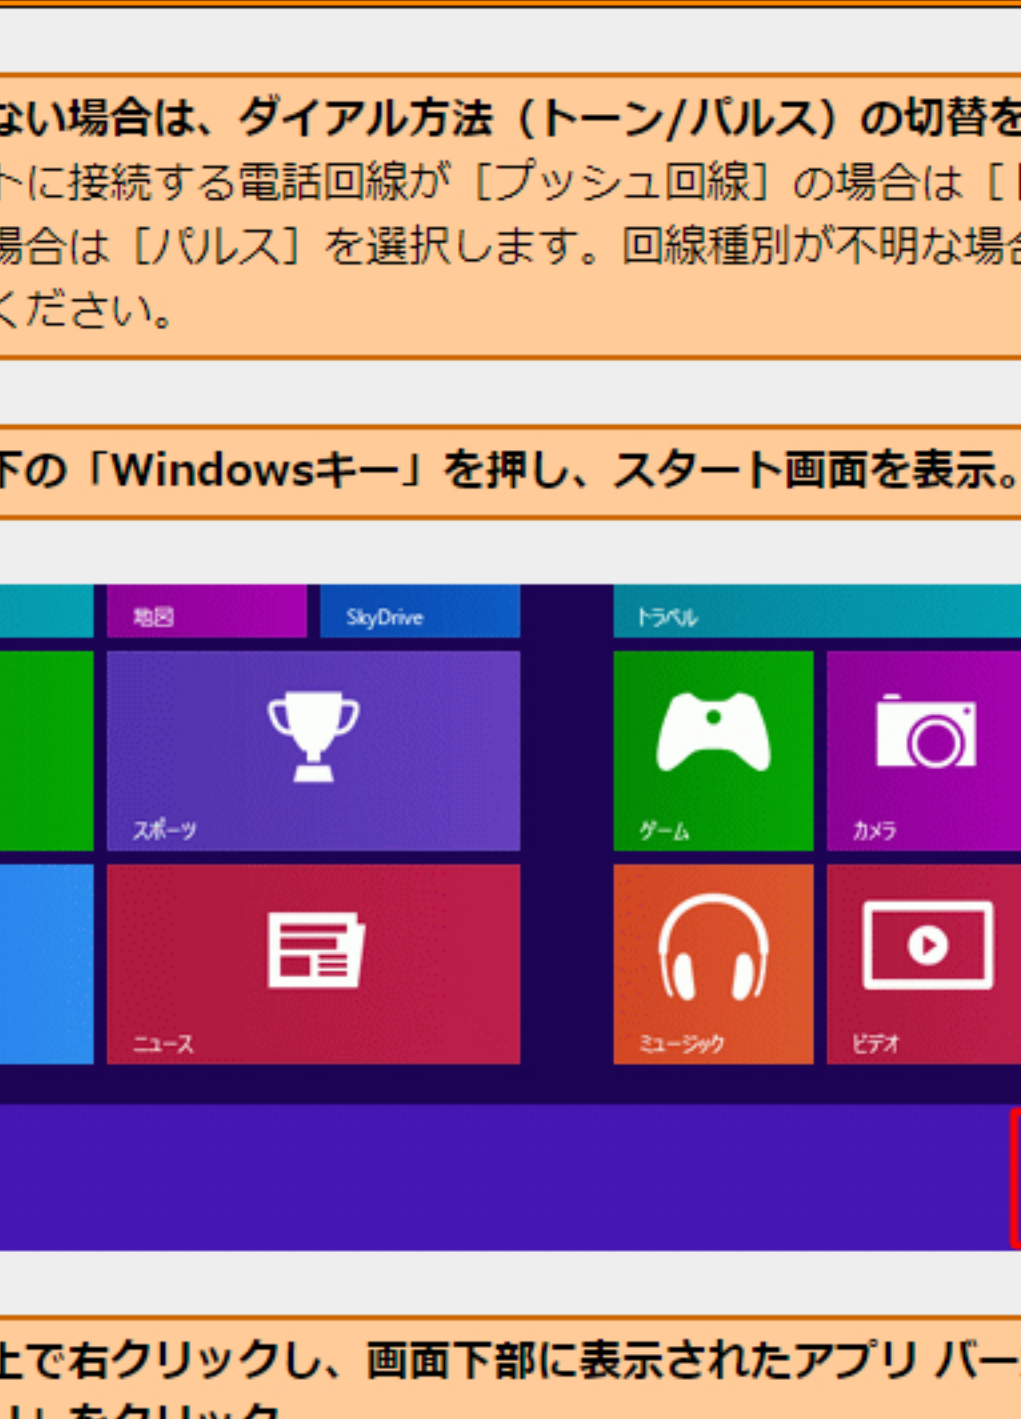 ない場合は、ダイアル方法（トーン/パルス）の切替を
トに接続する電話回線が［プッシュ回線］の場合は［
場合は［パルス］を選択します。回線種別が不明な場合
ください。
下の「Windowsキー」を押し、スタート画面を表示。
地図
SkyDrive
トラベル
スポーツ
ゲーム
カメラ
ニュース
ミュージック
ビデオ
上で右クリックし、画面下部に表示されたアプリ バー
リ」をクリック